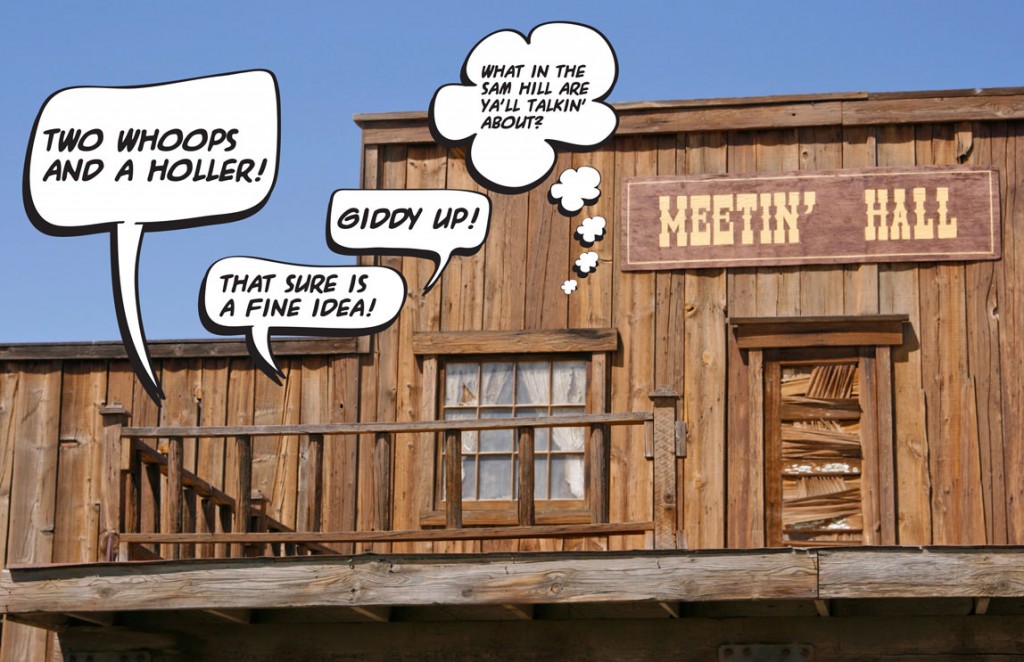 TWO WHOOPS
AND A HOLLER!
THAT SURE IS
A FINE IDEA!
GIDDY UP!
WHAT IN THE
SAM HILL ARE
YA'LL TALKIN'
ABOUT?
MEETIN' HALL